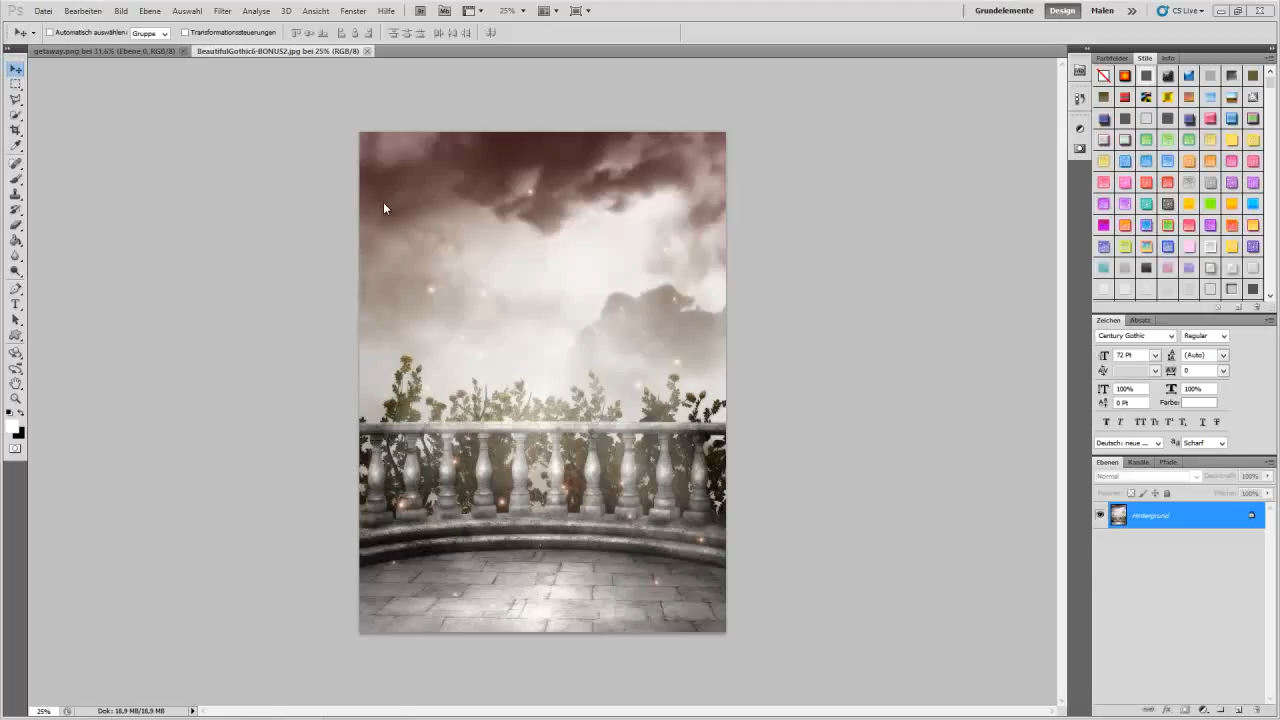 Datei Bearbeiten Bild Ebene Auswahl Filter Analyse 3D Ansicht Fenster Hilfe 25% Grundelemente Design Malen CS Live
Automatisch auswählen: Gruppe Transformationssteuerungen
getaway.png bei 31,6% (Ebene 0, RGB/8) BeautifulGothic6-BONUS2.jpg bei 25% (RGB/8)
Farbfelder Stile Info
Zeichen Absatz
Century Gothic Regular
72 Pt (Auto)
0
100% 100%
0 Pt Farbe:
Deutsch: neue ... Scharf
Ebenen Kanäle Pfade
Normal Deckkraft: 100%
Fixieren: Fläche: 100%
Hintergrund
25% Dok: 18,9 MB/18,9 MB